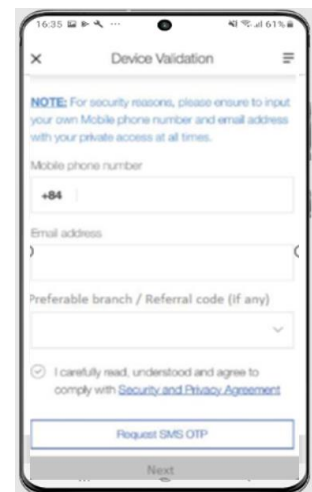 16:35 61%
Device Validation
NOTE: For security reasons, please ensure to input
your own Mobile phone number and email address
with your private access at all times.
Mobile phone number
+84
Email address
Preferable branch / Referral code (if any)
I carefully read, understood and agree to
comply with Security and Privacy Agreement
Request SMS OTP
Next